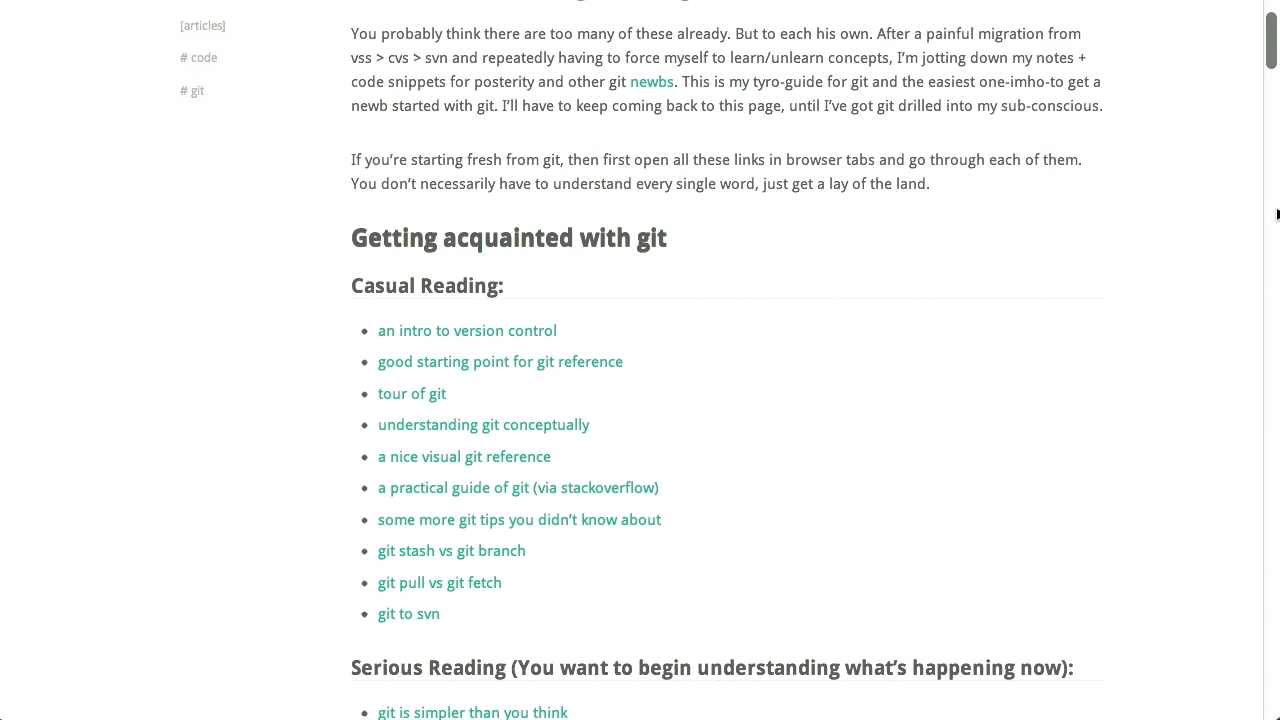 [articles]
# code
# git
You probably think there are too many of these already. But to each his own. After a painful migration from
vss > cvs > svn and repeatedly having to force myself to learn/unlearn concepts, I’m jotting down my notes +
code snippets for posterity and other git newbs. This is my tyro-guide for git and the easiest one-imho-to get a
newb started with git. I’ll have to keep coming back to this page, until I’ve got git drilled into my sub-conscious.
If you’re starting fresh from git, then first open all these links in browser tabs and go through each of them.
You don’t necessarily have to understand every single word, just get a lay of the land.
Getting acquainted with git
Casual Reading:
• an intro to version control
• good starting point for git reference
• tour of git
• understanding git conceptually
• a nice visual git reference
• a practical guide of git (via stackoverflow)
• some more git tips you didn’t know about
• git stash vs git branch
• git pull vs git fetch
• git to svn
Serious Reading (You want to begin understanding what’s happening now):
• git is simpler than you think